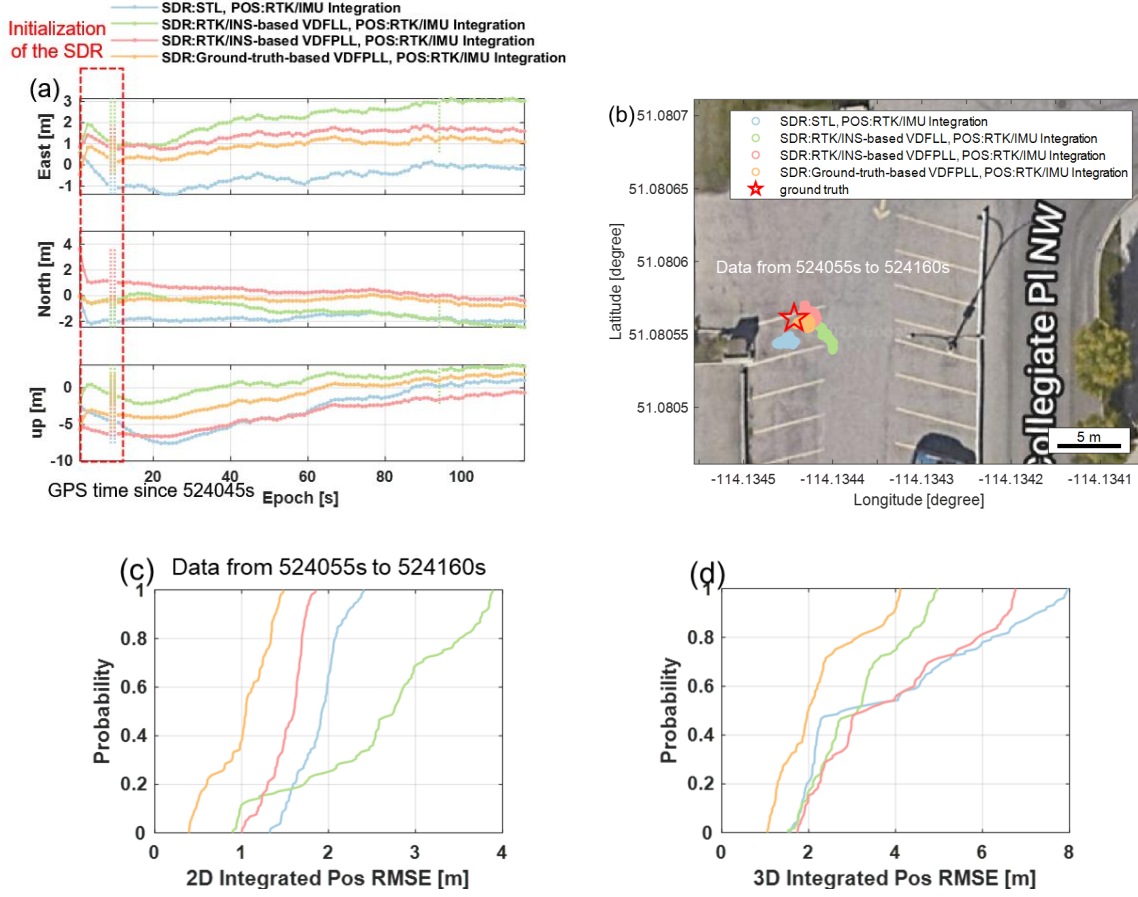 SDR:STL, POS:RTK/IMU Integration
SDR:RTK/INS-based VDFLL, POS:RTK/IMU Integration
SDR:RTK/INS-based VDFPLL, POS:RTK/IMU Integration
SDR:Ground-truth-based VDFPLL, POS:RTK/IMU Integration
Initialization
of the SDR
(a)
East [m]
3
2
1
0
-1
North [m]
4
2
0
-2
up [m]
0
-5
-10
20
40
60
80
100
GPS time since 524045s
Epoch [s]
(b)
SDR:STL, POS:RTK/IMU Integration
SDR:RTK/INS-based VDFLL, POS:RTK/IMU Integration
SDR:RTK/INS-based VDFPLL, POS:RTK/IMU Integration
SDR:Ground-truth-based VDFPLL, POS:RTK/IMU Integration
ground truth
Latitude [degree]
51.0807
51.08065
51.0806
51.08055
51.0805
Data from 524055s to 524160s
Collegiate Pl NW
5 m
-114.1345
-114.1344
-114.1343
-114.1342
-114.1341
Longitude [degree]
(c)
Data from 524055s to 524160s
Probability
1
0.8
0.6
0.4
0.2
0
0
1
2
3
4
2D Integrated Pos RMSE [m]
(d)
Probability
1
0.8
0.6
0.4
0.2
0
0
2
4
6
8
3D Integrated Pos RMSE [m]